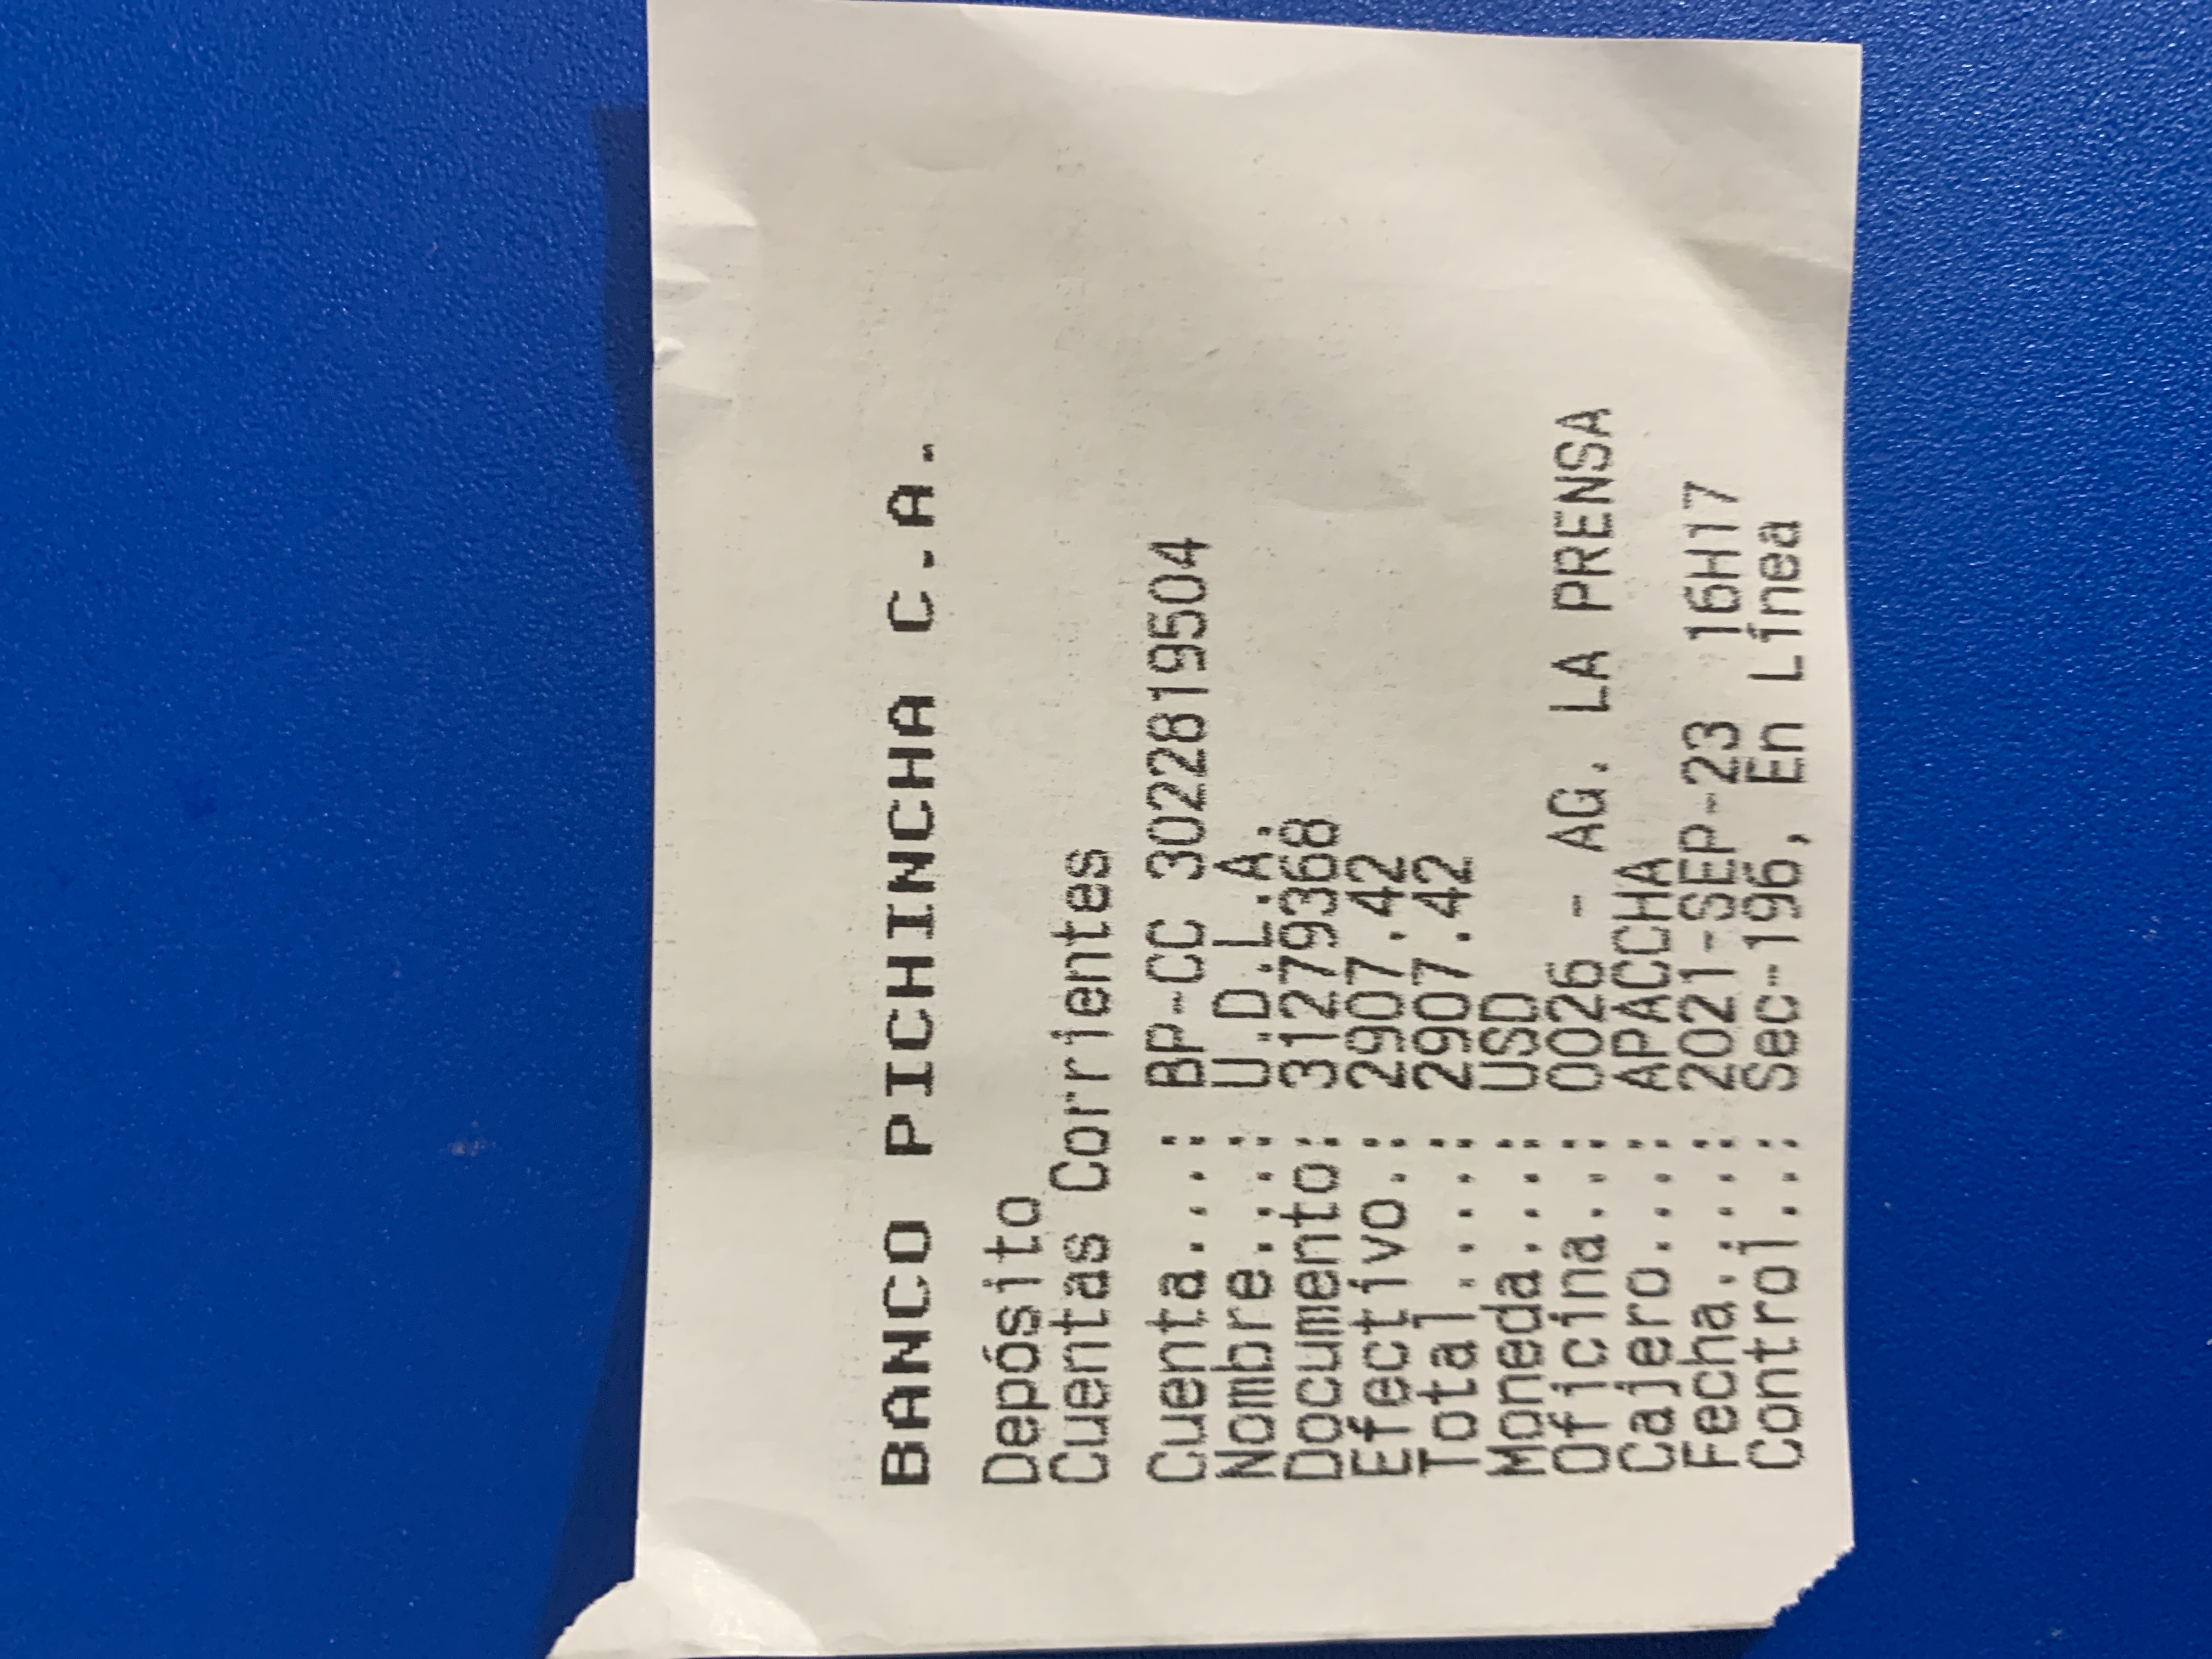 BANCO PICHINCHA C.A.
Depósito
Cuentas Corrientes
Cuenta....: BP-CC 3022819504
Nombre....: U.D.L.A.
Documento: 31279368
Efectivo.: 2907.42
Total.....: 2907.42
Moneda....: USD
Oficina...: 0026 - AG. LA PRENSA
Cajero....: APACCHA
Fecha.....: 2021-SEP-23 16H17
Control...: Sec-196, En Línea